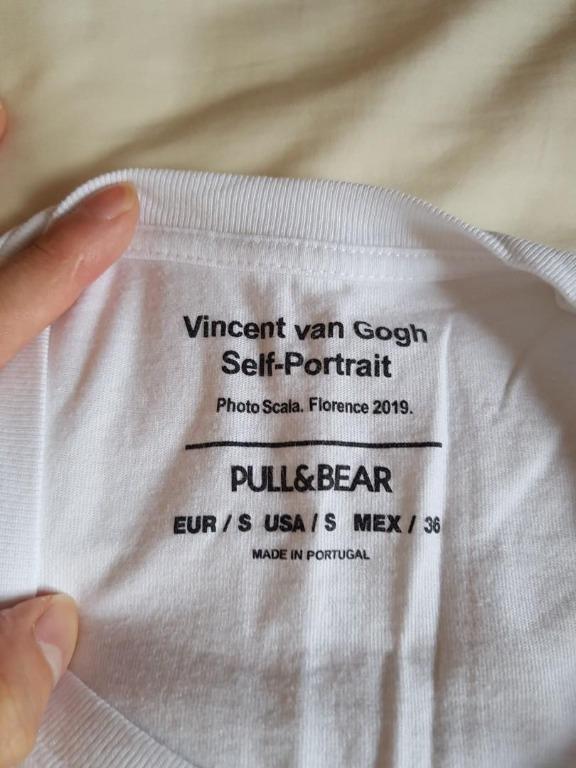 Vincent van Gogh
Self-Portrait
Photo Scala. Florence 2019.
PULL&BEAR
EUR / S USA / S MEX / 36
MADE IN PORTUGAL